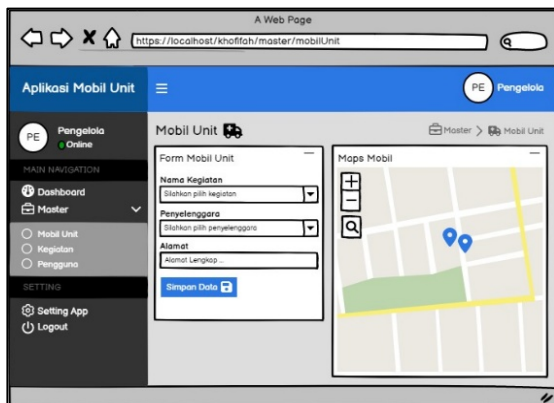 A Web Page
https://localhost/khofifah/master/mobilUnit
Aplikasi Mobil Unit
PE Pengelola
PE Pengelola
Online
MAIN NAVIGATION
Dashboard
Master
Mobil Unit
Kegiatan
Pengguna
SETTING
Setting App
Logout
Mobil Unit
Master > Mobil Unit
Form Mobil Unit
Nama Kegiatan
Silahkan pilih kegiatan
Penyelenggara
Silahkan pilih penyelenggara
Alamat
Alamat Lengkap ...
Simpan Data
Maps Mobil